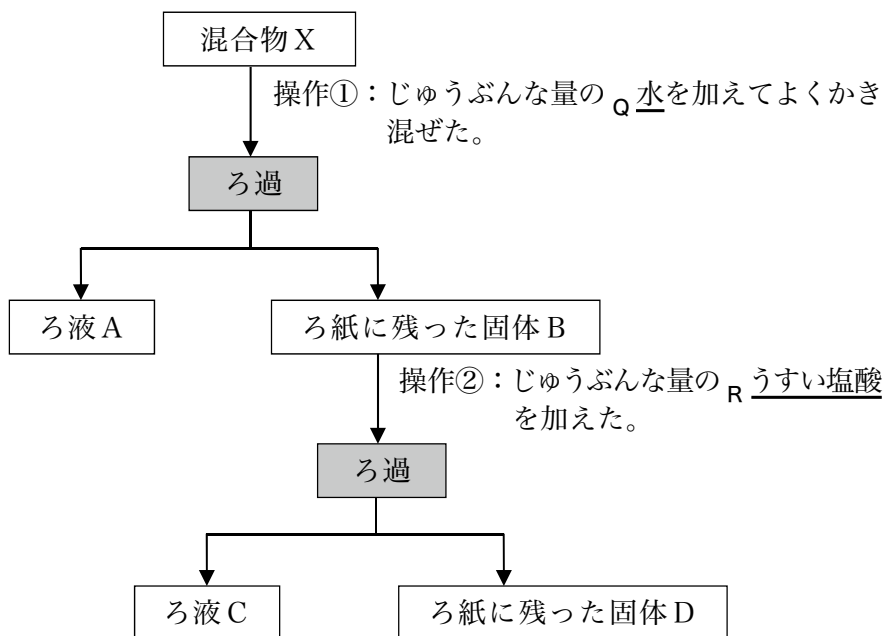 混合物X
操作①：じゅうぶんな量の Q 水を加えてよくかき
混ぜた。
ろ過
ろ液A
ろ紙に残った固体B
操作②：じゅうぶんな量の R うすい塩酸
を加えた。
ろ過
ろ液C
ろ紙に残った固体D